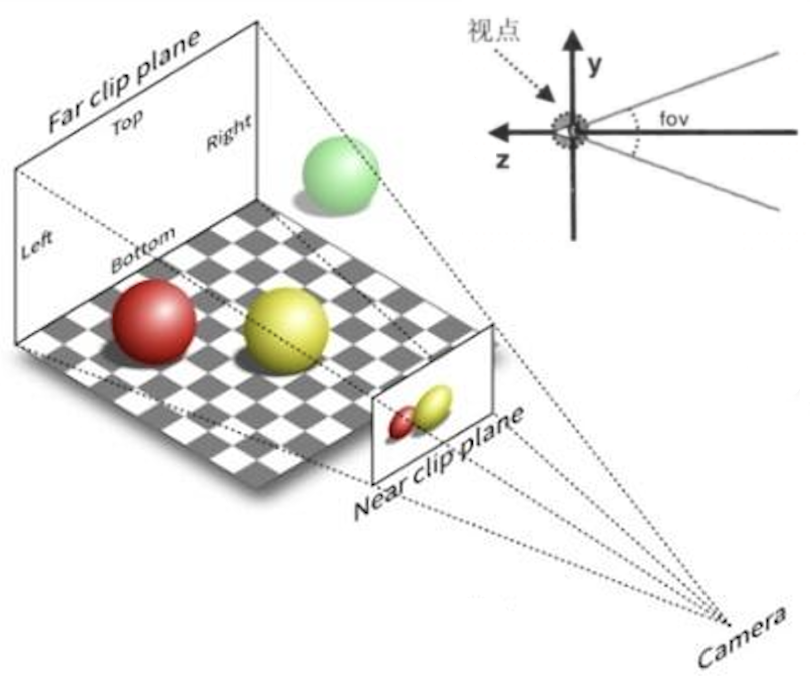 Far clip plane
Top
Right
Left
Bottom
Near clip plane
Camera
视点
y
fov
z